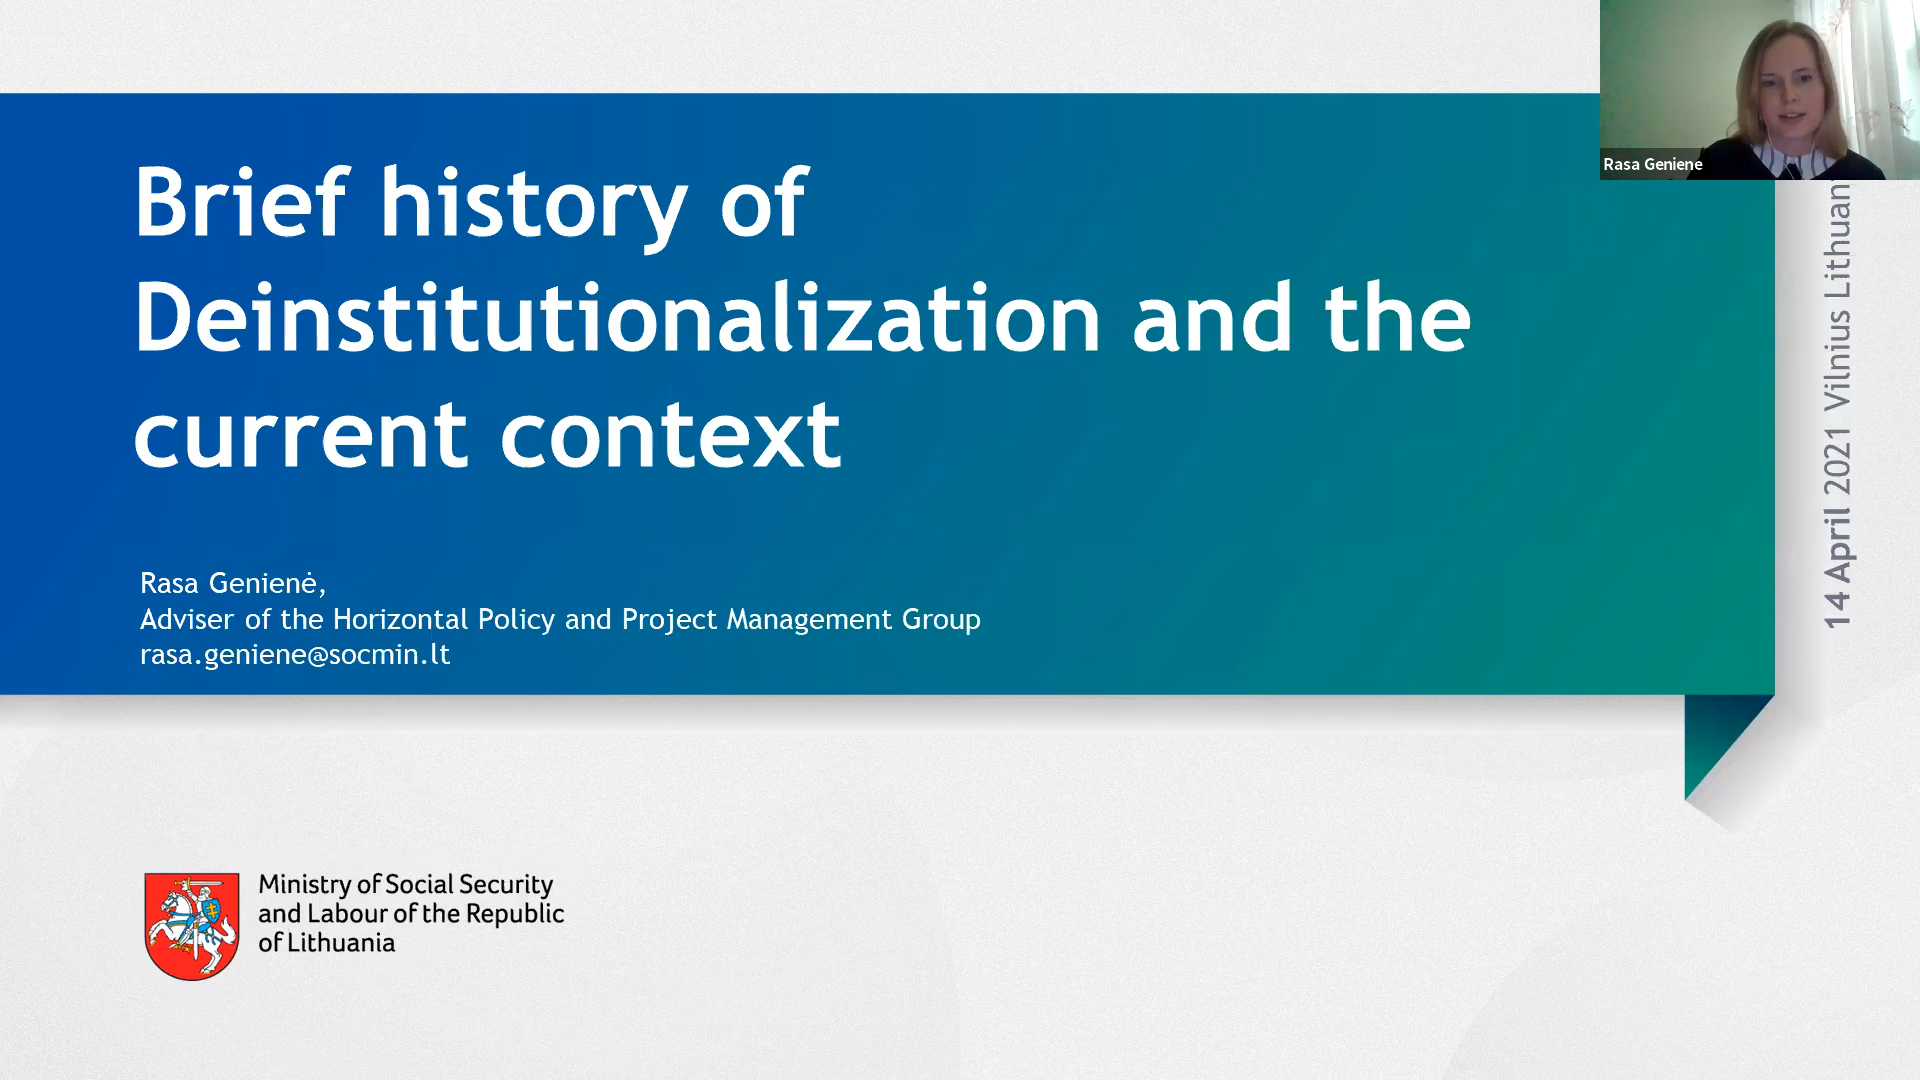 Brief history of
Deinstitutionalization and the
current context
Rasa Genienė,
Adviser of the Horizontal Policy and Project Management Group
rasa.geniene@socmin.lt
Ministry of Social Security
and Labour of the Republic
of Lithuania
14 April 2021 Vilnius Lithuan
Rasa Geniene